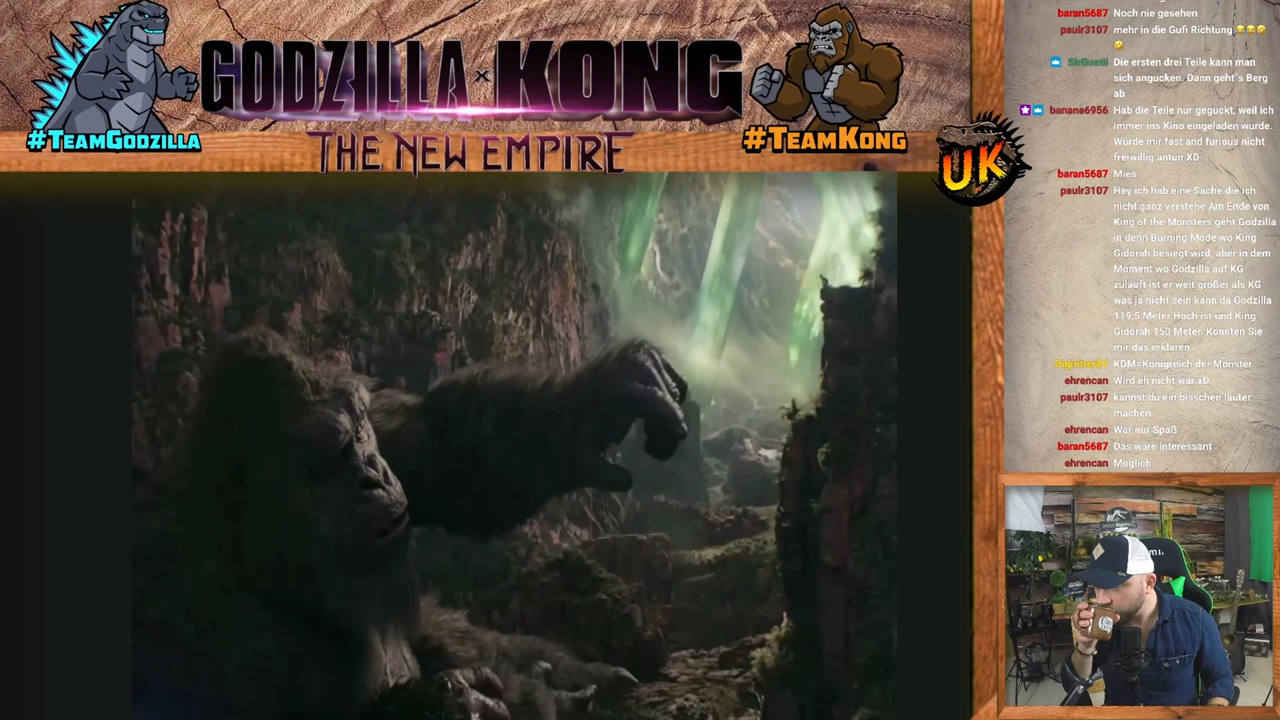 GODZILLA x KONG
THE NEW EMPIRE
#TEAMGODZILLA
#TEAMKONG
UK
baran5687 Noch nie gesehen
paulr3107 mehr in die Gufi Richtung
SirGustii Die ersten drei Teile kann man
sich angucken. Dann geht`s Berg
ab
banane6956 Hab die Teile nur geguckt, weil ich
immer ins Kino eingeladen wurde.
Würde mir fast and furious nicht
freiwillig antun XD
baran5687 Mies
paulr3107 Hey ich hab eine Sache die ich
nicht ganz verstehe Am Ende von
King of the Monsters geht Godzilla
in denn Burning Mode wo King
Gidorah besiegt wird, aber in dem
Moment wo Godzilla auf KG
zuläuft ist er weit großer als KG
was ja nicht sein kann da Godzilla
119,5 Meter Hoch ist und King
Gidorah 150 Meter. Könnten Sie
mir das erklären
KDM=Königreich der Monster
ehrencan Wird eh nicht wär xD
paulr3107 kannst du ein bisschen lauter
machen
ehrencan War nur Spaß
baran5687 Das wäre interessant
ehrencan Möglich